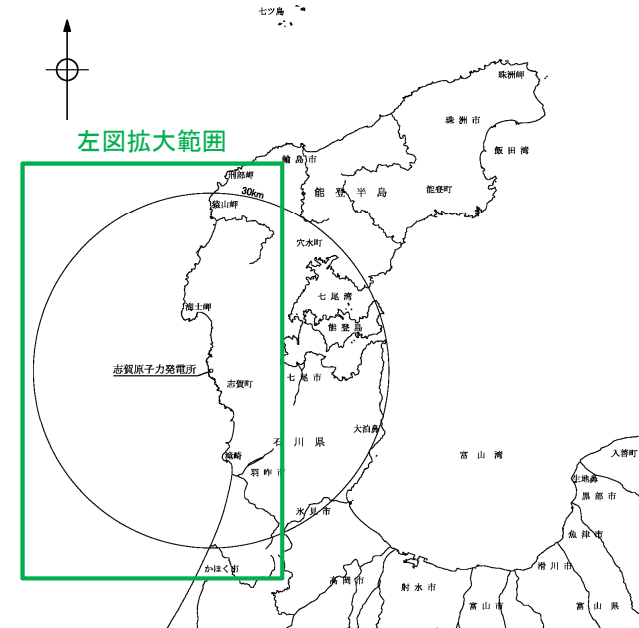 七ツ島
珠洲岬
珠洲市
左図拡大範囲
飯田湾
輪島市
剱部岬
30km
能登半島
能登町
猿山岬
穴水町
七尾湾
海士岬
能登島
志賀原子力発電所
七尾市
志賀町
大泊鼻
石川県
入善町
滝崎
富山湾
羽咋市
生地鼻
黒部市
氷見市
魚津市
かほく市
滑川市
高岡市
射水市
富山市
富山県